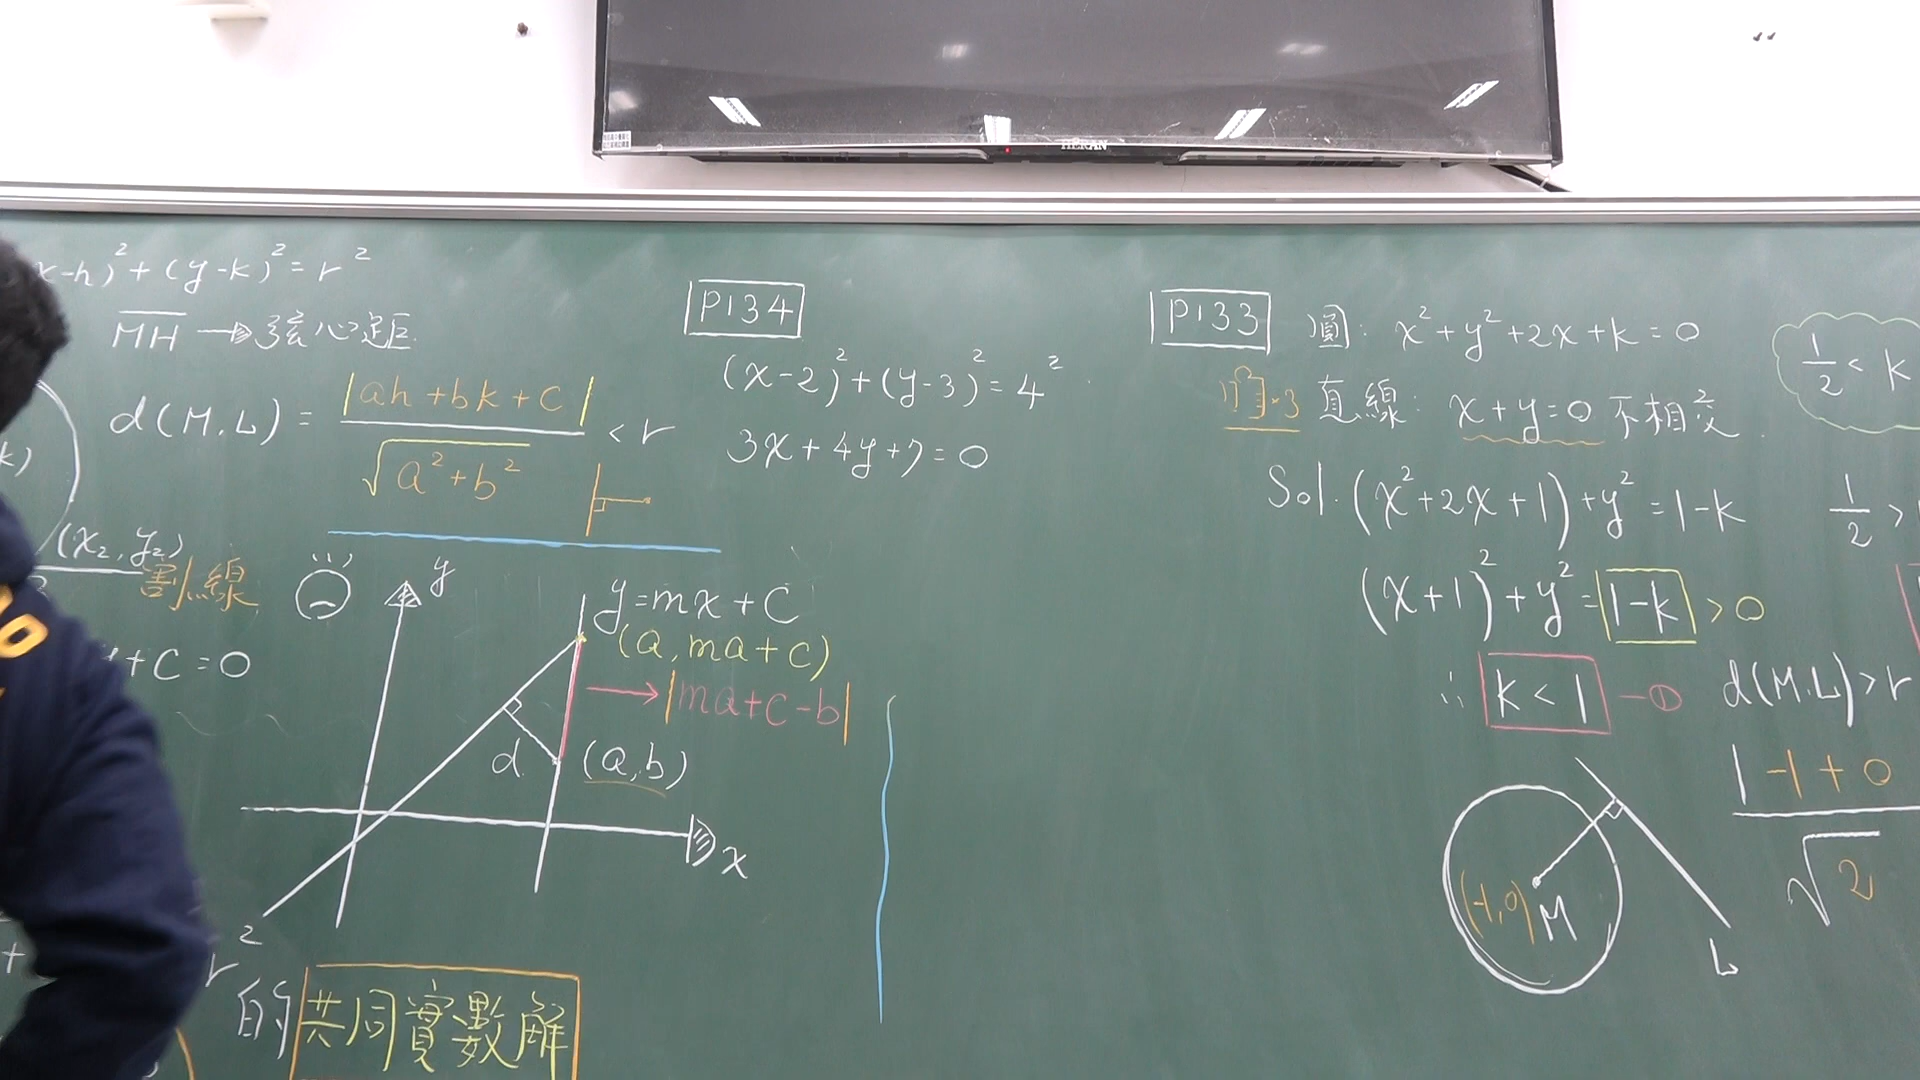 HERAN
x-h)²+(y-k)²=r²
MH → 弦心距
d(M.L) = |ah+bk+c| / √a²+b² < r
k)
(x₂,y₂)
割線
+C=0
y
y=mx+c
(a,ma+c)
|ma+c-b|
d
(a,b)
x
2
+
r
的 共同實數解
P134
(x-2)²+(y-3)²=4²
3x+4y+7=0
P133 圓: x²+y²+2x+k=0
直線: x+y=0 不相交
Sol. (x²+2x+1)+y²=1-k
(x+1)²+y²=1-k>0
∴ k<1 —①
(-1,0) M
L
1/2 < k
1/2 >
d(M.L)>r
|-1+0
√2